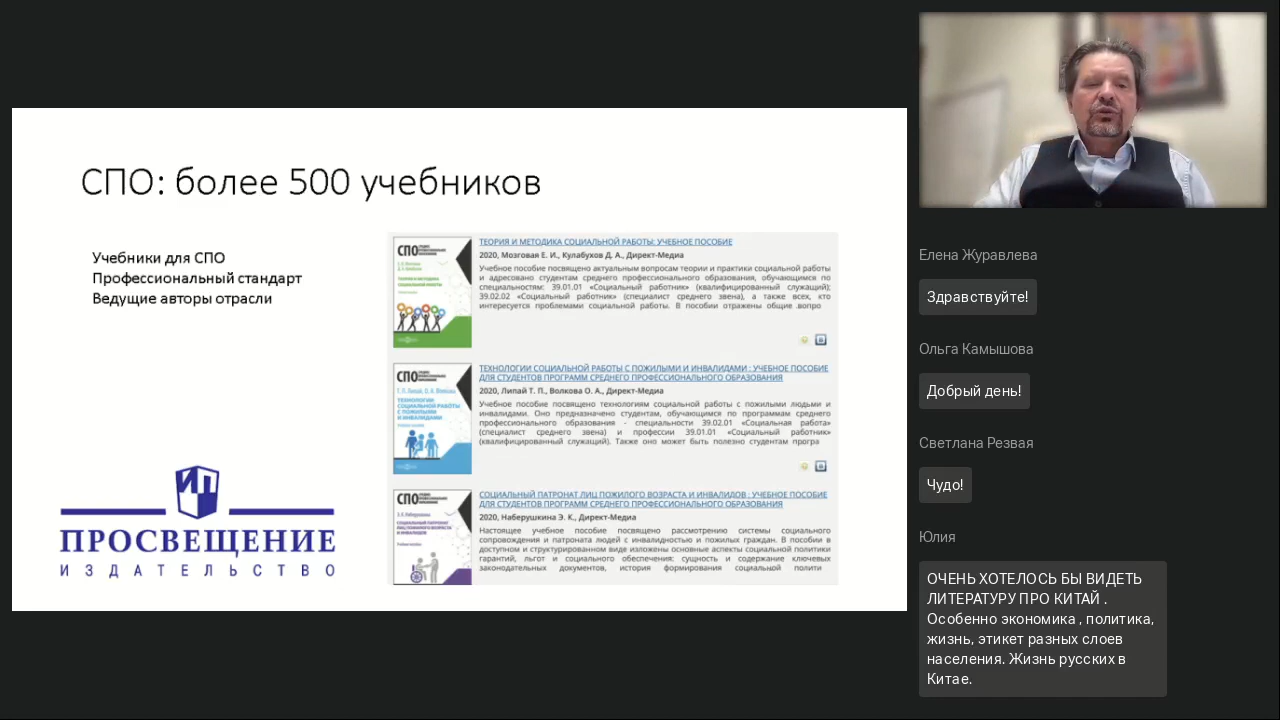 СПО: более 500 учебников
Учебники для СПО
Профессиональный стандарт
Ведущие авторы отрасли
ПРОСВЕЩЕНИЕ
ИЗДАТЕЛЬСТВО
СПО
ТЕОРИЯ И МЕТОДИКА СОЦИАЛЬНОЙ РАБОТЫ: УЧЕБНОЕ ПОСОБИЕ
2020, Мозговая Е. И., Кулабухов Д. А., Директ-Медиа
Учебное пособие посвящено актуальным вопросам теории и практики социальной работы
и адресовано студентам среднего профессионального образования, обучающимся по
специальностям: 39.01.01 «Социальный работник» (квалифицированный служащий);
39.02.02 «Социальный работник» (специалист среднего звена), а также всех, кто
интересуется проблемами социальной работы. В пособии отражены общие вопро
СПО
ТЕХНОЛОГИИ
СОЦИАЛЬНОЙ РАБОТЫ
С ПОЖИЛЫМИ
И ИНВАЛИДАМИ
ТЕХНОЛОГИИ СОЦИАЛЬНОЙ РАБОТЫ С ПОЖИЛЫМИ И ИНВАЛИДАМИ : УЧЕБНОЕ ПОСОБИЕ
ДЛЯ СТУДЕНТОВ ПРОГРАММ СРЕДНЕГО ПРОФЕССИОНАЛЬНОГО ОБРАЗОВАНИЯ
2020, Липай Т. П., Волкова О. А., Директ-Медиа
Учебное пособие посвящено технологиям социальной работы с пожилыми людьми и
инвалидами. Оно предназначено студентам, обучающимся по программам среднего
профессионального образования - специальности 39.02.01 «Социальная работа»
(специалист среднего звена) и профессии 39.01.01 «Социальный работник»
(квалифицированный служащий). Также оно может быть полезно студентам програ
СПО
СОЦИАЛЬНЫЙ ПАТРОНАТ ЛИЦ ПОЖИЛОГО ВОЗРАСТА И ИНВАЛИДОВ : УЧЕБНОЕ ПОСОБИЕ
ДЛЯ СТУДЕНТОВ ПРОГРАММ СРЕДНЕГО ПРОФЕССИОНАЛЬНОГО ОБРАЗОВАНИЯ
2020, Наберушкина Э. К., Директ-Медиа
Настоящее учебное пособие посвящено рассмотрению системы социального
сопровождения и патроната людей с инвалидностью и пожилых граждан. В пособии в
доступном и структурированном виде изложены основные аспекты социальной политики
гарантий, льгот и социального обеспечения: сущность и содержание ключевых
законодательных документов, история формирования социальной полити
Елена Журавлева
Здравствуйте!
Ольга Камышова
Добрый день!
Светлана Резвая
Чудо!
Юлия
ОЧЕНЬ ХОТЕЛОСЬ БЫ ВИДЕТЬ
ЛИТЕРАТУРУ ПРО КИТАЙ .
Особенно экономика , политика,
жизнь, этикет разных слоев
населения. Жизнь русских в
Китае.